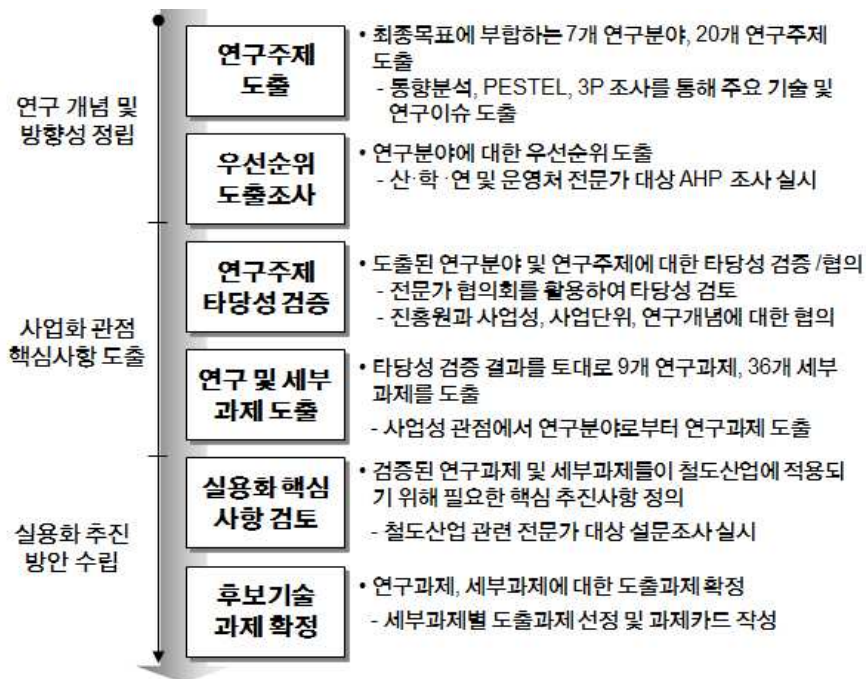 연구 개념 및
방향성 정립
연구주제
도출
• 최종목표에 부합하는 7개 연구분야, 20개 연구주제
도출
- 동향분석, PESTEL, 3P 조사를 통해 주요 기술 및
연구이슈 도출
우선순위
도출조사
• 연구분야에 대한 우선순위 도출
- 산·학·연 및 운영처 전문가 대상 AHP 조사 실시
사업화 관점
핵심사항 도출
연구주제
타당성 검증
• 도출된 연구분야 및 연구주제에 대한 타당성 검증 /협의
- 전문가 협의회를 활용하여 타당성 검토
- 진흥원과 사업성, 사업단위, 연구개념에 대한 협의
연구 및 세부
과제 도출
• 타당성 검증 결과를 토대로 9개 연구과제, 36개 세부
과제를 도출
- 사업성 관점에서 연구분야로부터 연구과제 도출
실용화 추진
방안 수립
실용화 핵심
사항 검토
• 검증된 연구과제 및 세부과제들이 철도산업에 적용되
기 위해 필요한 핵심 추진사항 정의
- 철도산업 관련 전문가 대상 설문조사 실시
후보기술
과제 확정
• 연구과제, 세부과제에 대한 도출과제 확정
- 세부과제별 도출과제 선정 및 과제카드 작성